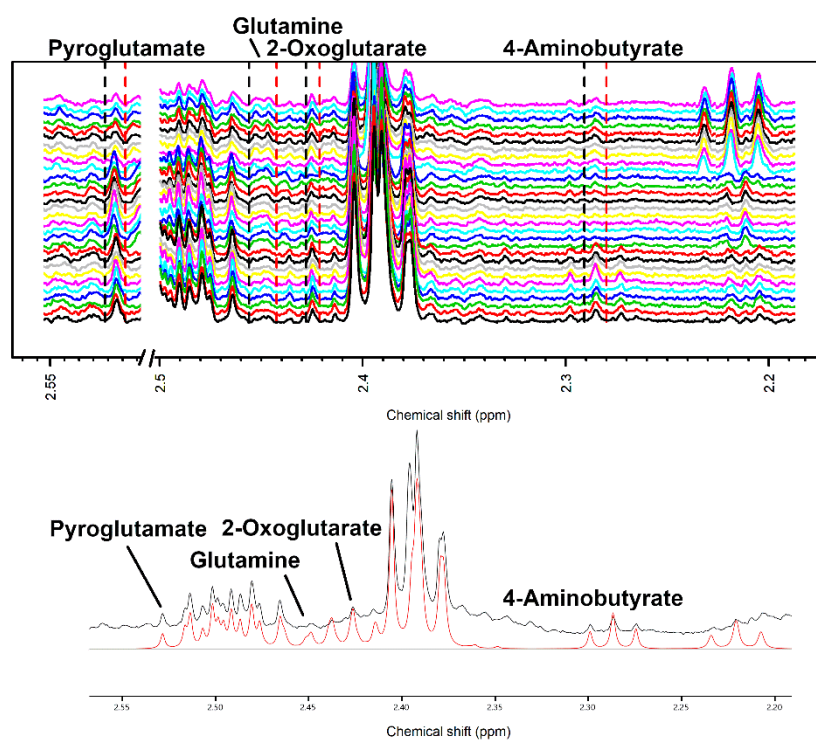 Glutamine
Pyroglutamate \ 2-Oxoglutarate 4-Aminobutyrate
2.55 2.5 2.4 2.3 2.2
Chemical shift (ppm)
Pyroglutamate 2-Oxoglutarate
Glutamine
4-Aminobutyrate
2.55 2.50 2.45 2.40 2.35 2.30 2.25 2.20
Chemical shift (ppm)